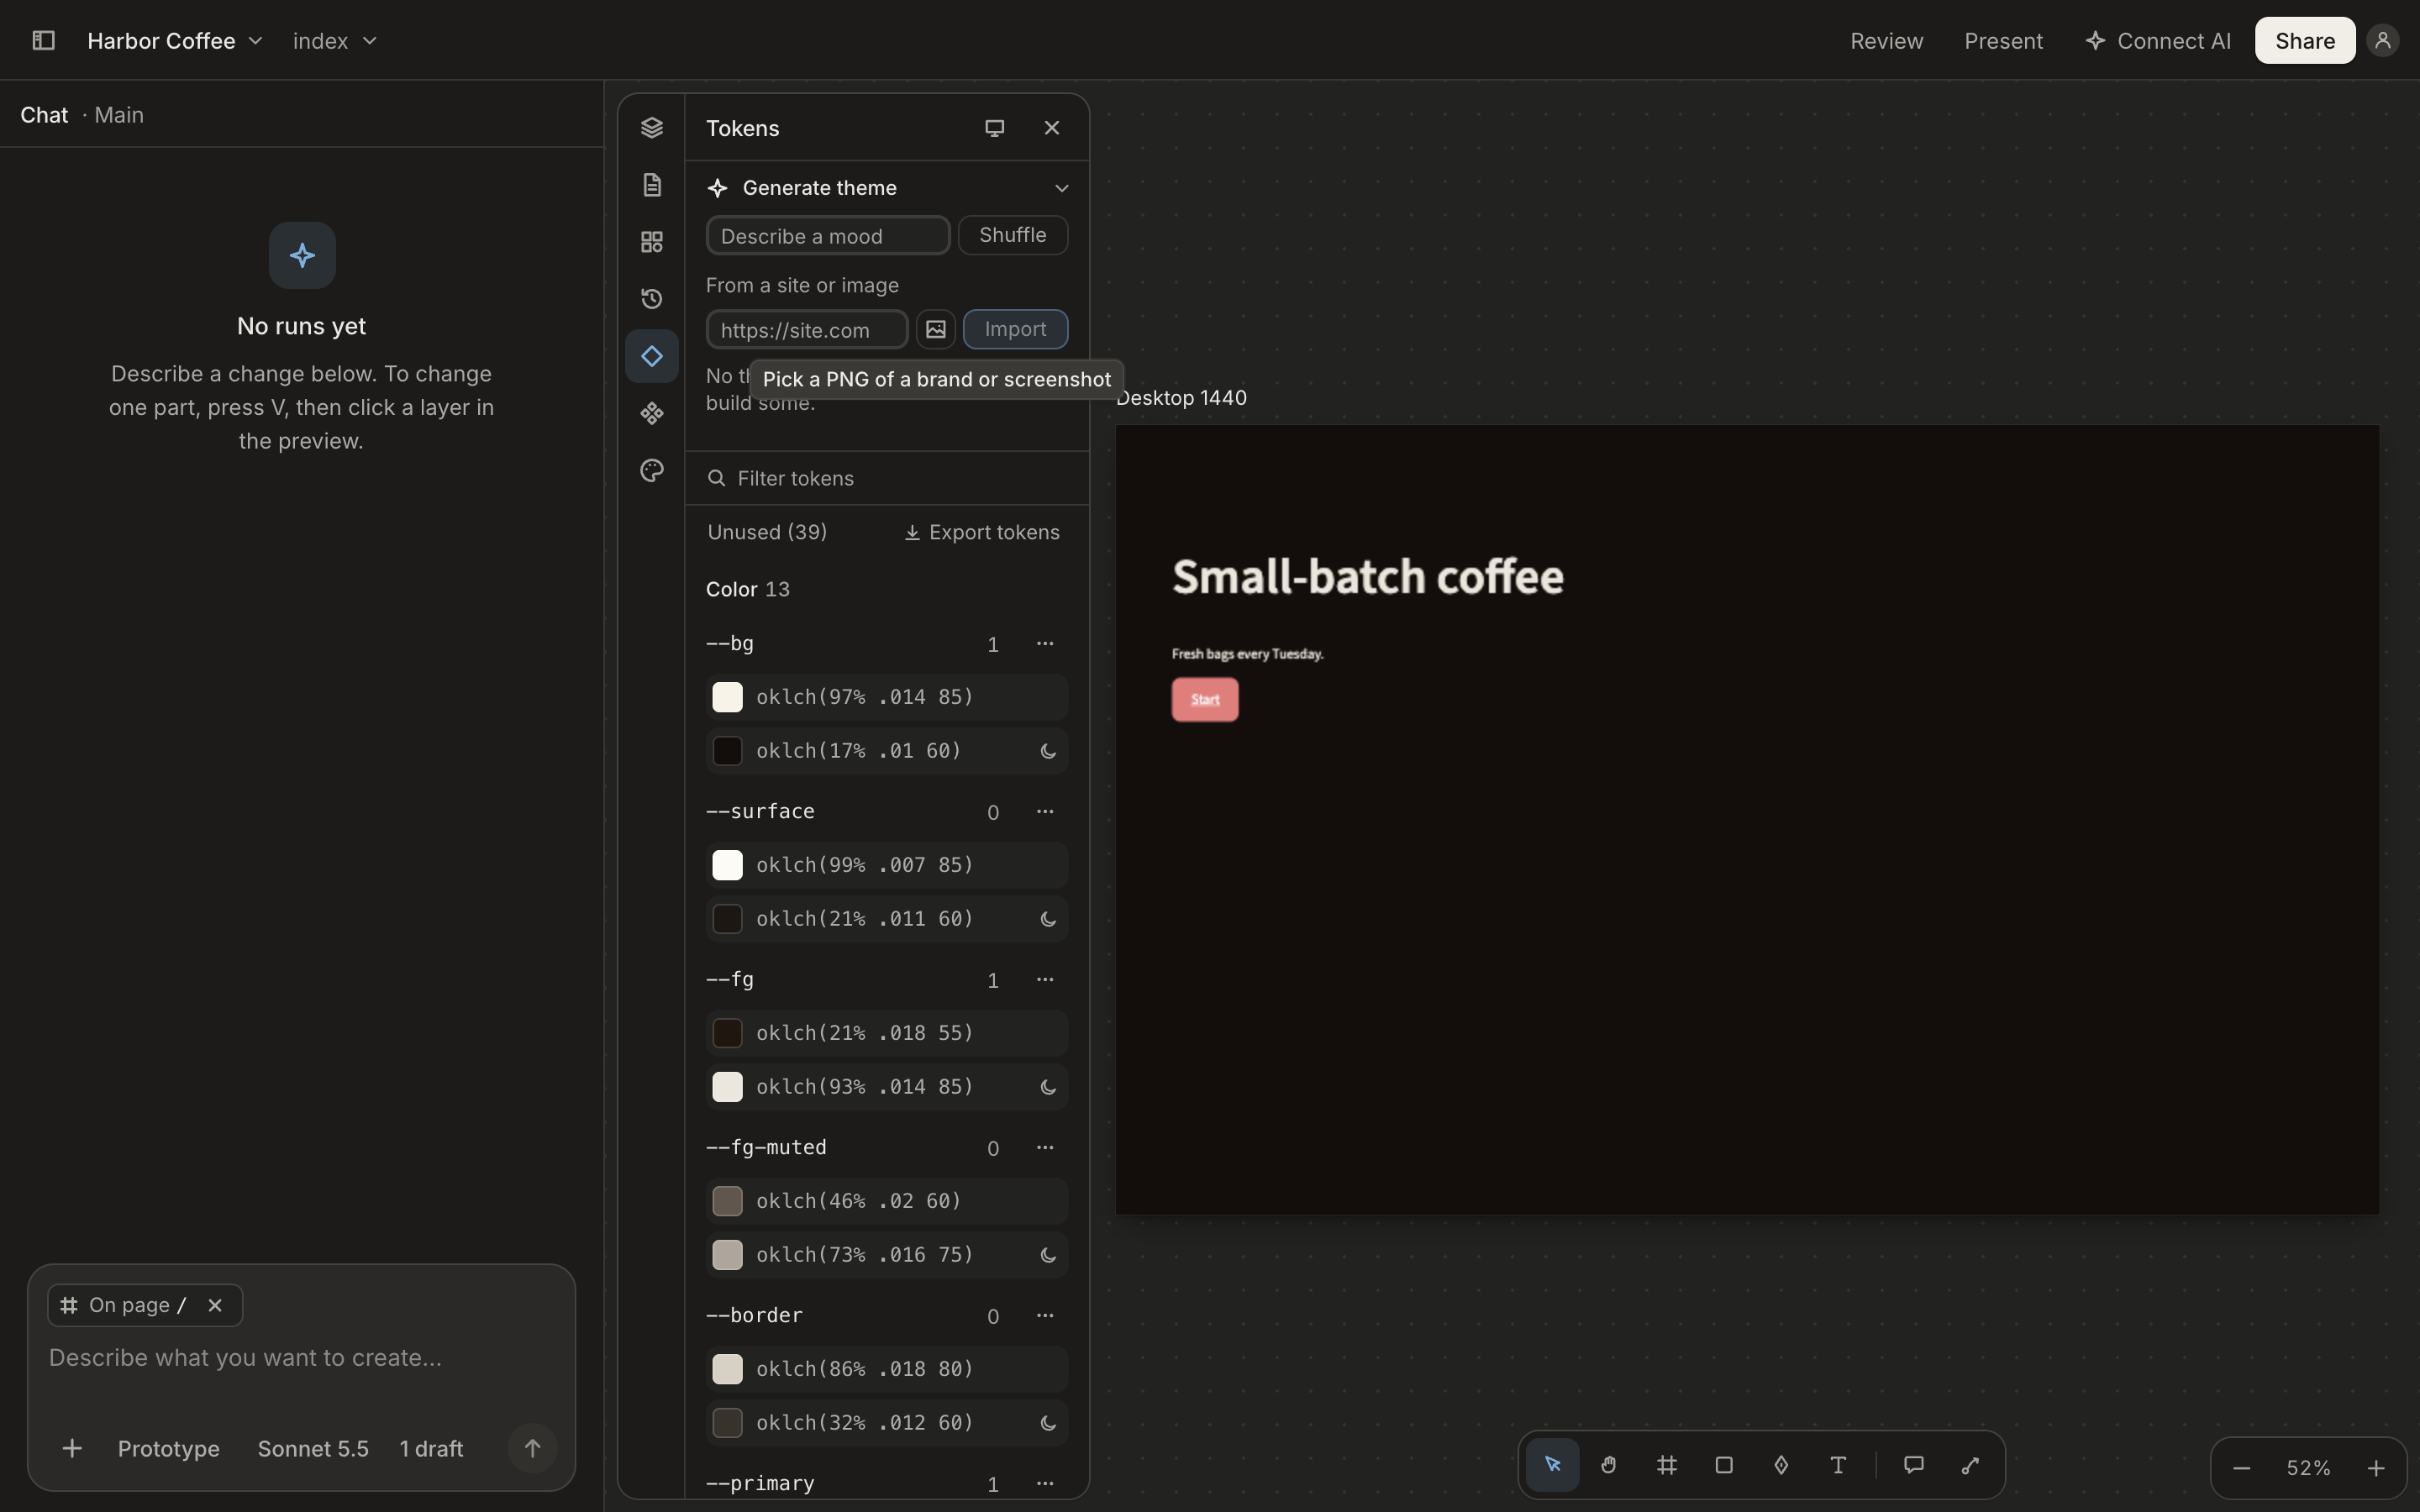 Harbor Coffee index Review Present Connect AI Share
Chat · Main
No runs yet
Describe a change below. To change
one part, press V, then click a layer in
the preview.
On page /
Describe what you want to create...
Prototype Sonnet 5.5 1 draft
Tokens
Generate theme
Describe a mood Shuffle
From a site or image
https://site.com Import
Pick a PNG of a brand or screenshot
build some.
Filter tokens
Unused (39) Export tokens
Color 13
--bg 1
oklch(97% .014 85)
oklch(17% .01 60)
--surface 0
oklch(99% .007 85)
oklch(21% .011 60)
--fg 1
oklch(21% .018 55)
oklch(93% .014 85)
--fg-muted 0
oklch(46% .02 60)
oklch(73% .016 75)
--border 0
oklch(86% .018 80)
oklch(32% .012 60)
--primary 1
Desktop 1440
Small-batch coffee
Fresh bags every Tuesday.
Start
52%